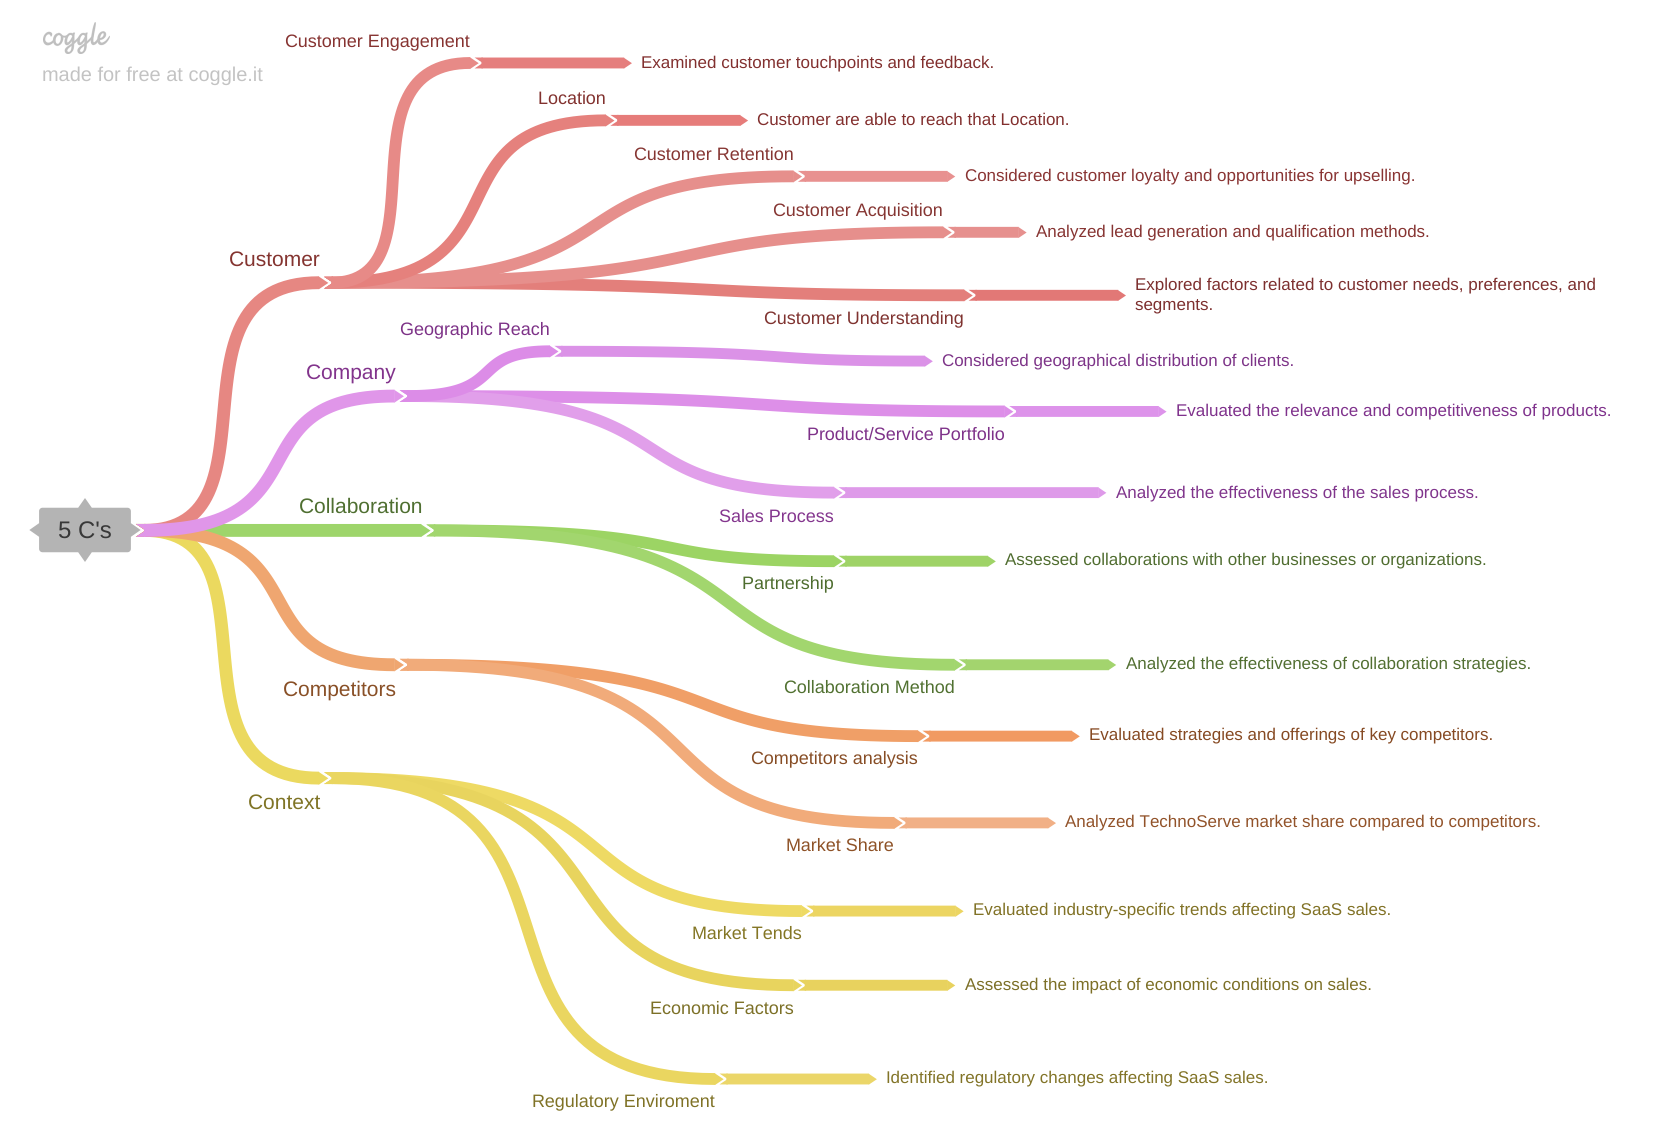 coggle
made for free at coggle.it
Customer Engagement
Examined customer touchpoints and feedback.
Location
Customer are able to reach that Location.
Customer Retention
Considered customer loyalty and opportunities for upselling.
Customer Acquisition
Analyzed lead generation and qualification methods.
Customer
Explored factors related to customer needs, preferences, and
segments.
Customer Understanding
Geographic Reach
Considered geographical distribution of clients.
Company
Evaluated the relevance and competitiveness of products.
Product/Service Portfolio
Analyzed the effectiveness of the sales process.
Sales Process
Collaboration
5 C's
Assessed collaborations with other businesses or organizations.
Partnership
Analyzed the effectiveness of collaboration strategies.
Collaboration Method
Competitors
Evaluated strategies and offerings of key competitors.
Competitors analysis
Context
Analyzed TechnoServe market share compared to competitors.
Market Share
Evaluated industry-specific trends affecting SaaS sales.
Market Tends
Assessed the impact of economic conditions on sales.
Economic Factors
Identified regulatory changes affecting SaaS sales.
Regulatory Enviroment